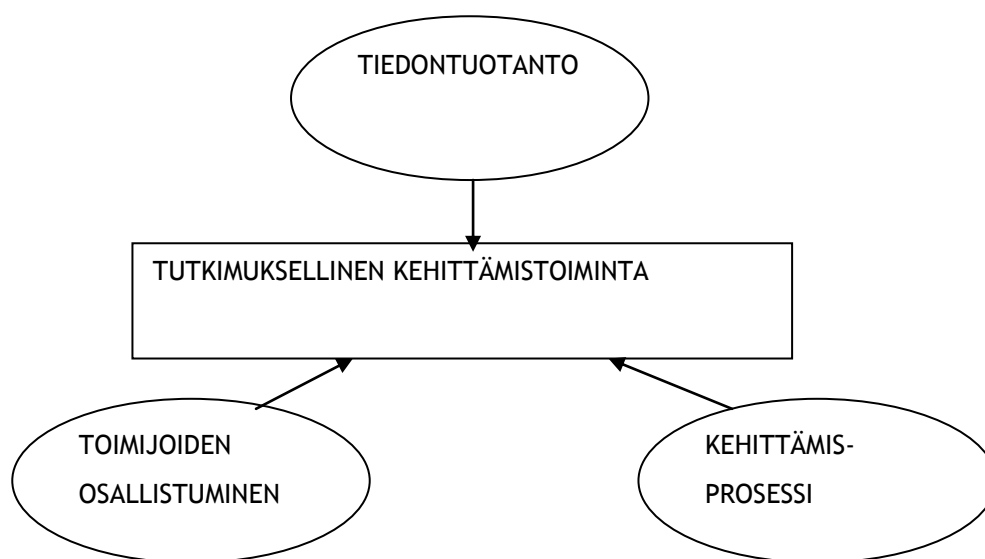 TIEDONTUOTANTO
TUTKIMUKSELLINEN KEHITTÄMISTOIMINTA
TOIMIJOIDEN
OSALLISTUMINEN
KEHITTÄMIS-
PROSESSI